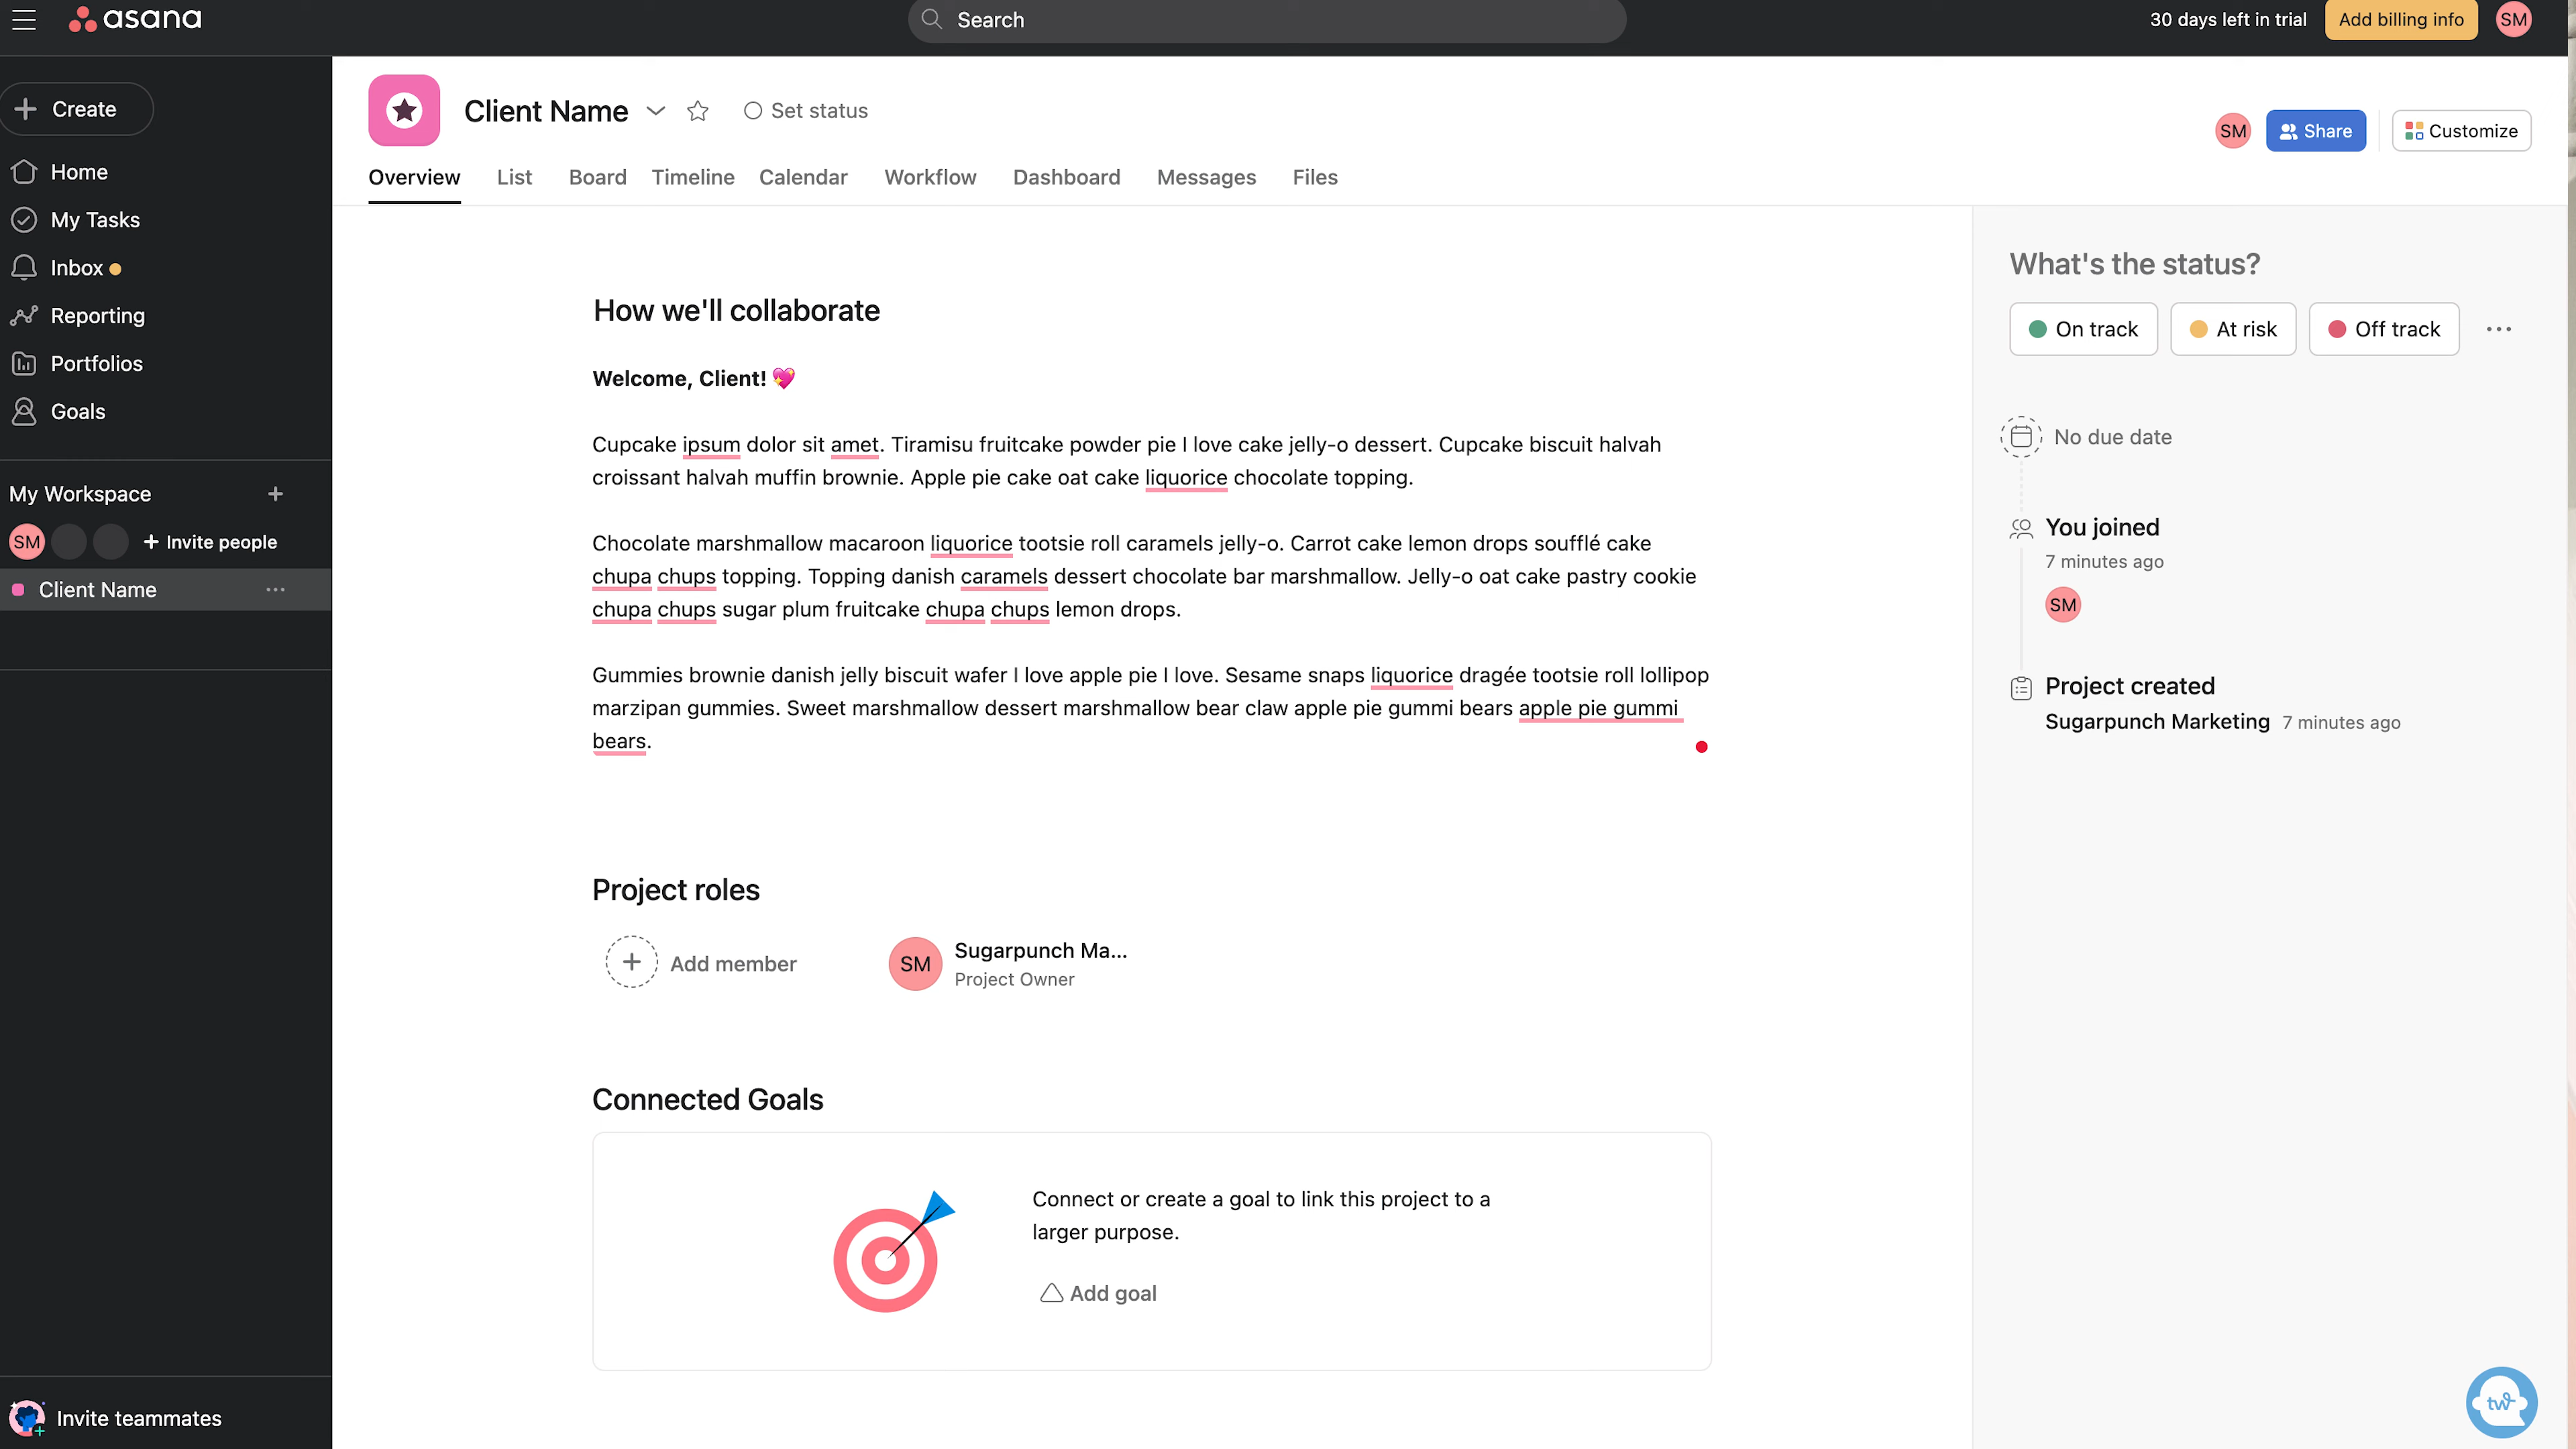 asana
Search
30 days left in trial
Add billing info
SM
Create
Home
My Tasks
Inbox
Reporting
Portfolios
Goals
My Workspace
SM
Invite people
Client Name
Invite teammates
Client Name
Set status
SM
Share
Customize
Overview
List
Board
Timeline
Calendar
Workflow
Dashboard
Messages
Files
How we'll collaborate
Welcome, Client! 💖
Cupcake ipsum dolor sit amet. Tiramisu fruitcake powder pie I love cake jelly-o dessert. Cupcake biscuit halvah
croissant halvah muffin brownie. Apple pie cake oat cake liquorice chocolate topping.
Chocolate marshmallow macaroon liquorice tootsie roll caramels jelly-o. Carrot cake lemon drops soufflé cake
chupa chups topping. Topping danish caramels dessert chocolate bar marshmallow. Jelly-o oat cake pastry cookie
chupa chups sugar plum fruitcake chupa chups lemon drops.
Gummies brownie danish jelly biscuit wafer I love apple pie I love. Sesame snaps liquorice dragée tootsie roll lollipop
marzipan gummies. Sweet marshmallow dessert marshmallow bear claw apple pie gummi bears apple pie gummi
bears.
Project roles
Add member
SM
Sugarpunch Ma...
Project Owner
Connected Goals
Connect or create a goal to link this project to a
larger purpose.
Add goal
What's the status?
On track
At risk
Off track
No due date
You joined
7 minutes ago
SM
Project created
Sugarpunch Marketing 7 minutes ago
tw